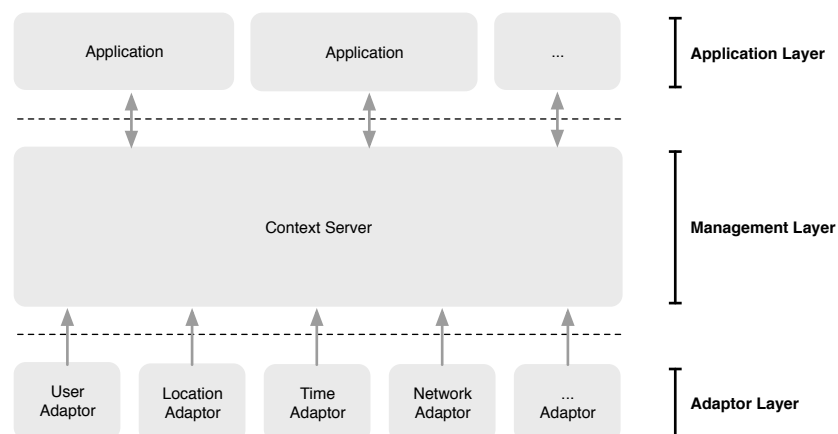 Application
Application
...
Application Layer
Context Server
Management Layer
User
Adaptor
Location
Adaptor
Time
Adaptor
Network
Adaptor
...
Adaptor
Adaptor Layer